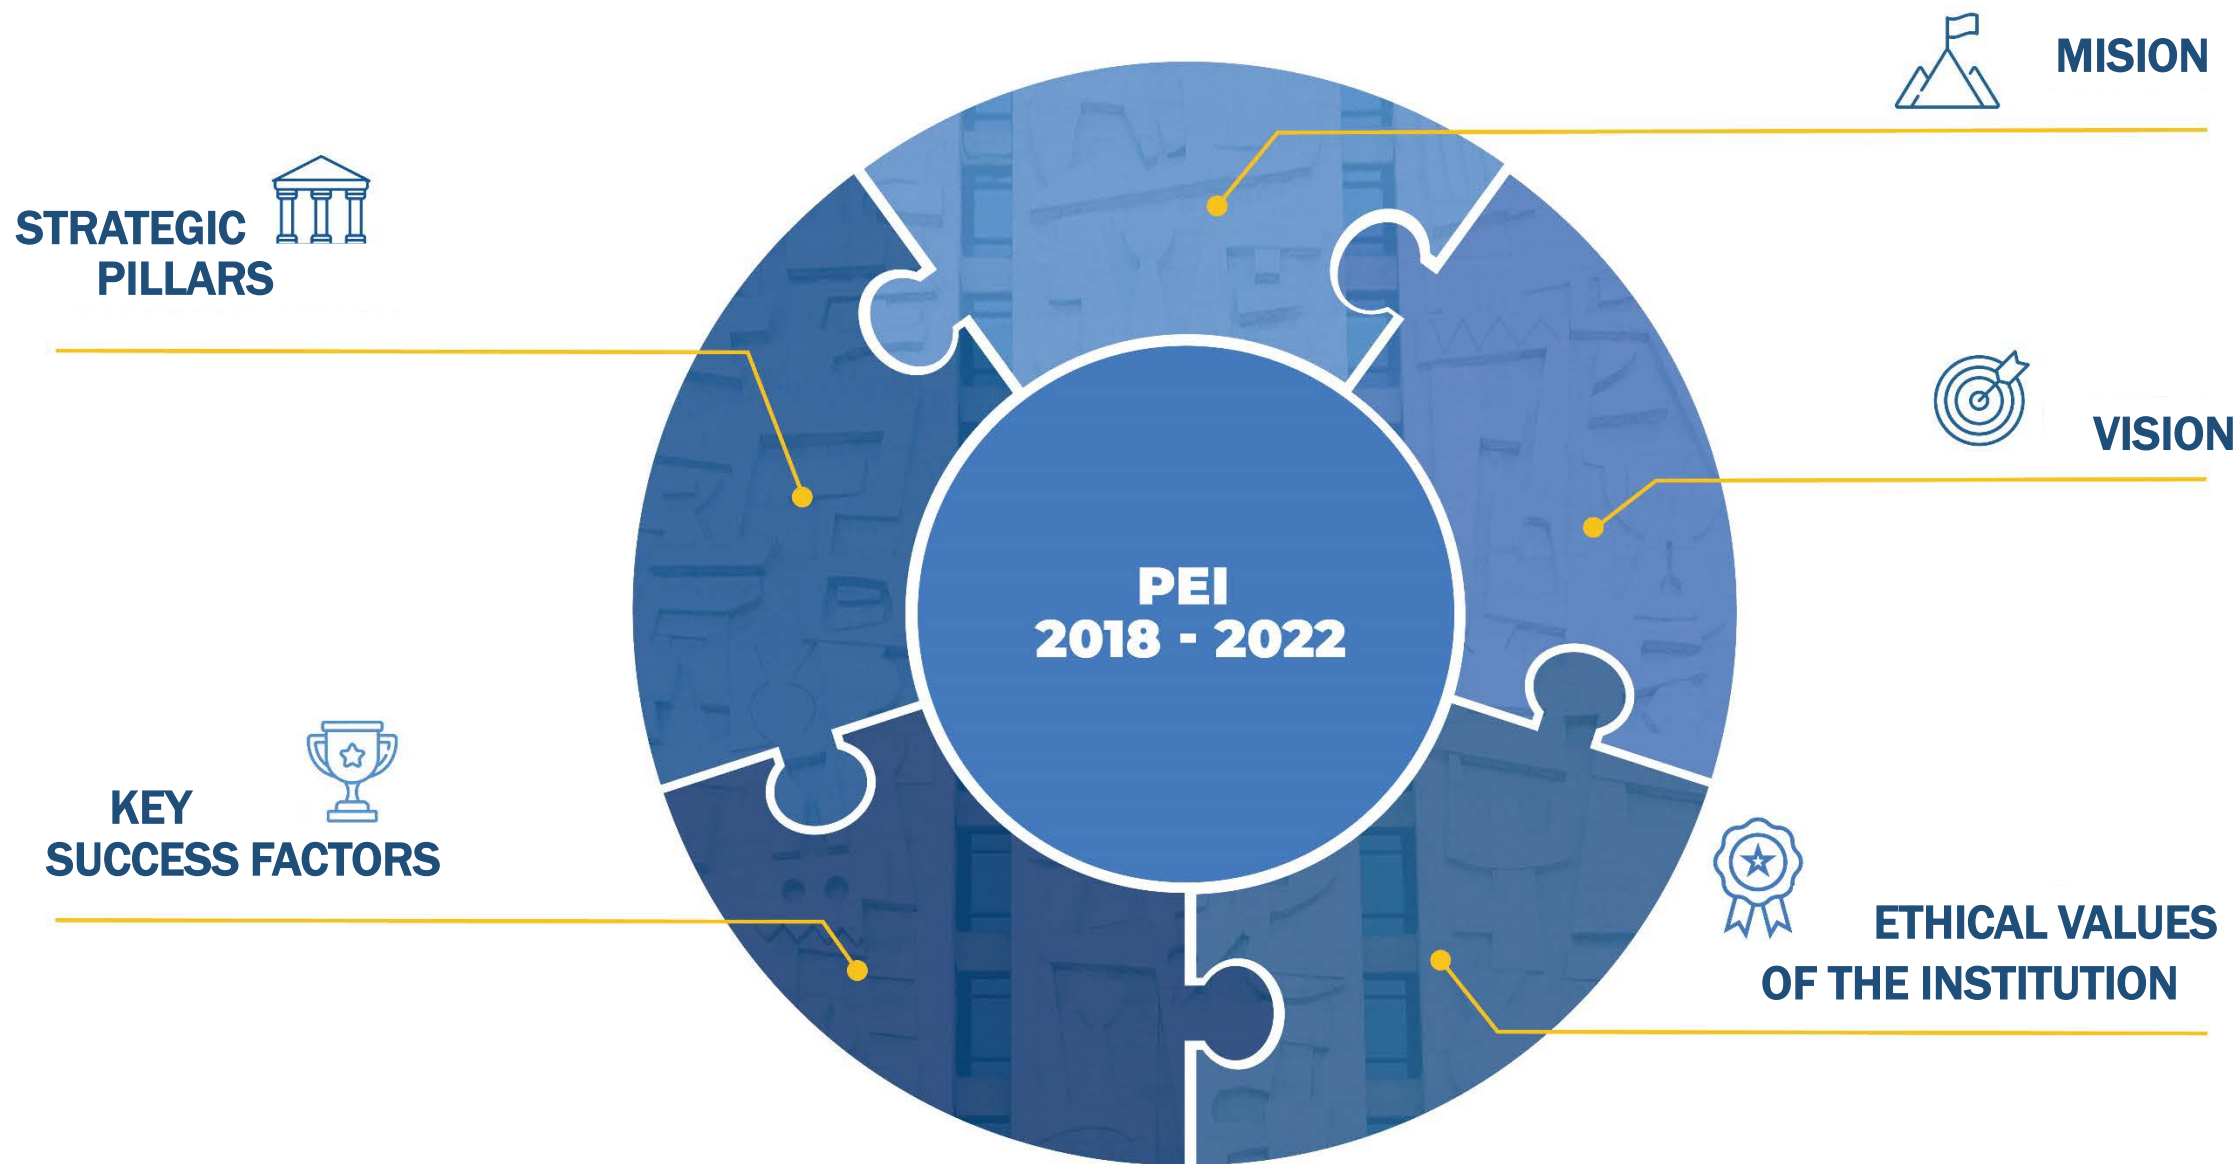 MISION
STRATEGIC
PILLARS
VISION
PEI
2018 - 2022
KEY
SUCCESS FACTORS
ETHICAL VALUES
OF THE INSTITUTION